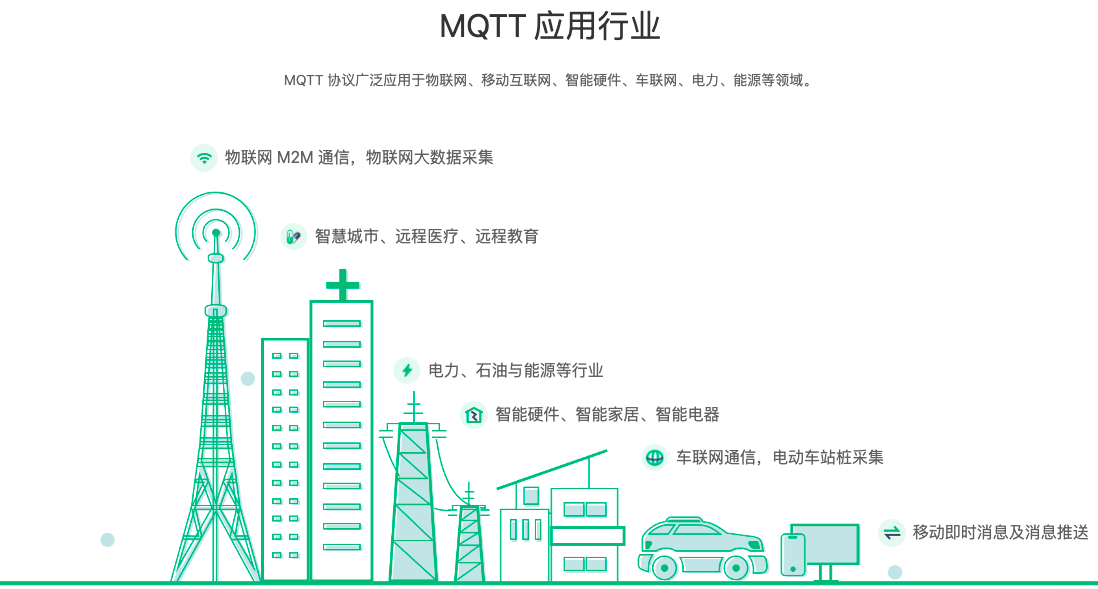 MQTT 应用行业
MQTT 协议广泛应用于物联网、移动互联网、智能硬件、车联网、电力、能源等领域。
物联网 M2M 通信，物联网大数据采集
智慧城市、远程医疗、远程教育
电力、石油与能源等行业
智能硬件、智能家居、智能电器
车联网通信，电动车站桩采集
移动即时消息及消息推送